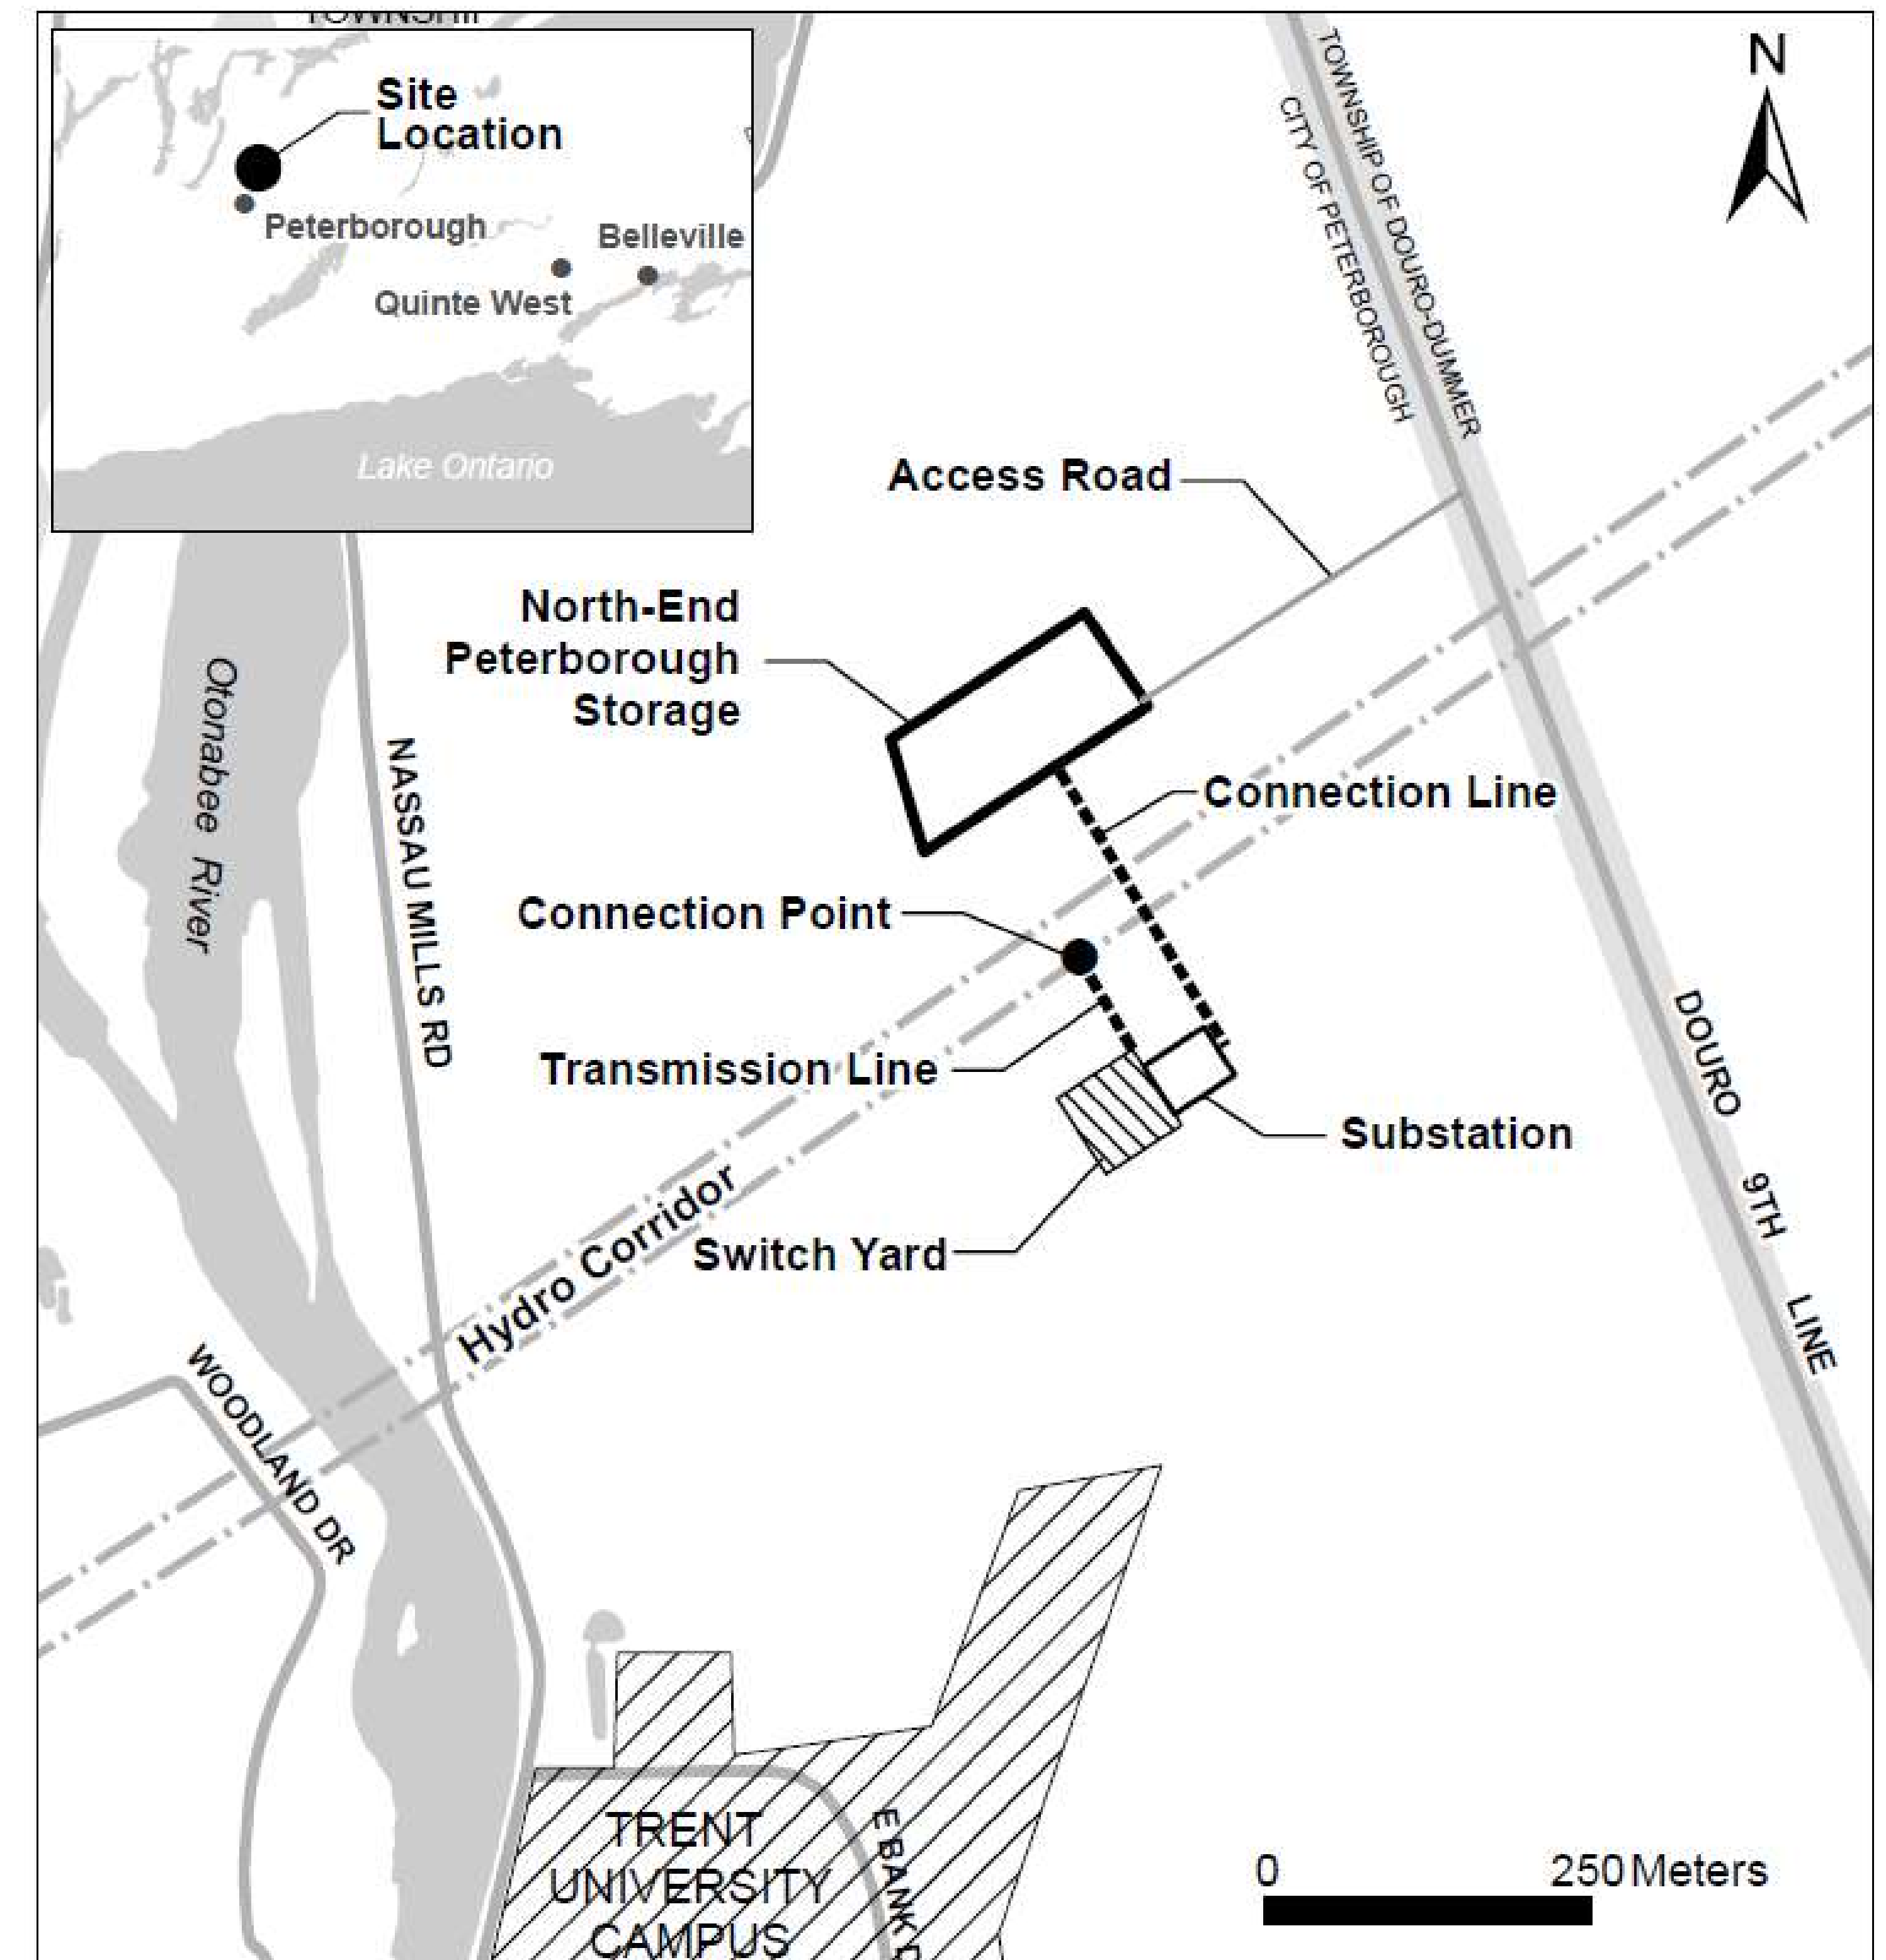 Site
Location
Peterborough
Belleville
Quinte West
Lake Ontario
N
TOWNSHIP OF DOURO-DUMMER
CITY OF PETERBOROUGH
Access Road
North-End
Peterborough
Storage
Otonabee River
NASSAU MILLS RD
Connection Line
Connection Point
Transmission Line
Substation
Switch Yard
Hydro Corridor
DOURO 9TH LINE
WOODLAND DR
TRENT
UNIVERSITY
CAMPUS
E BANK D
0 250 Meters